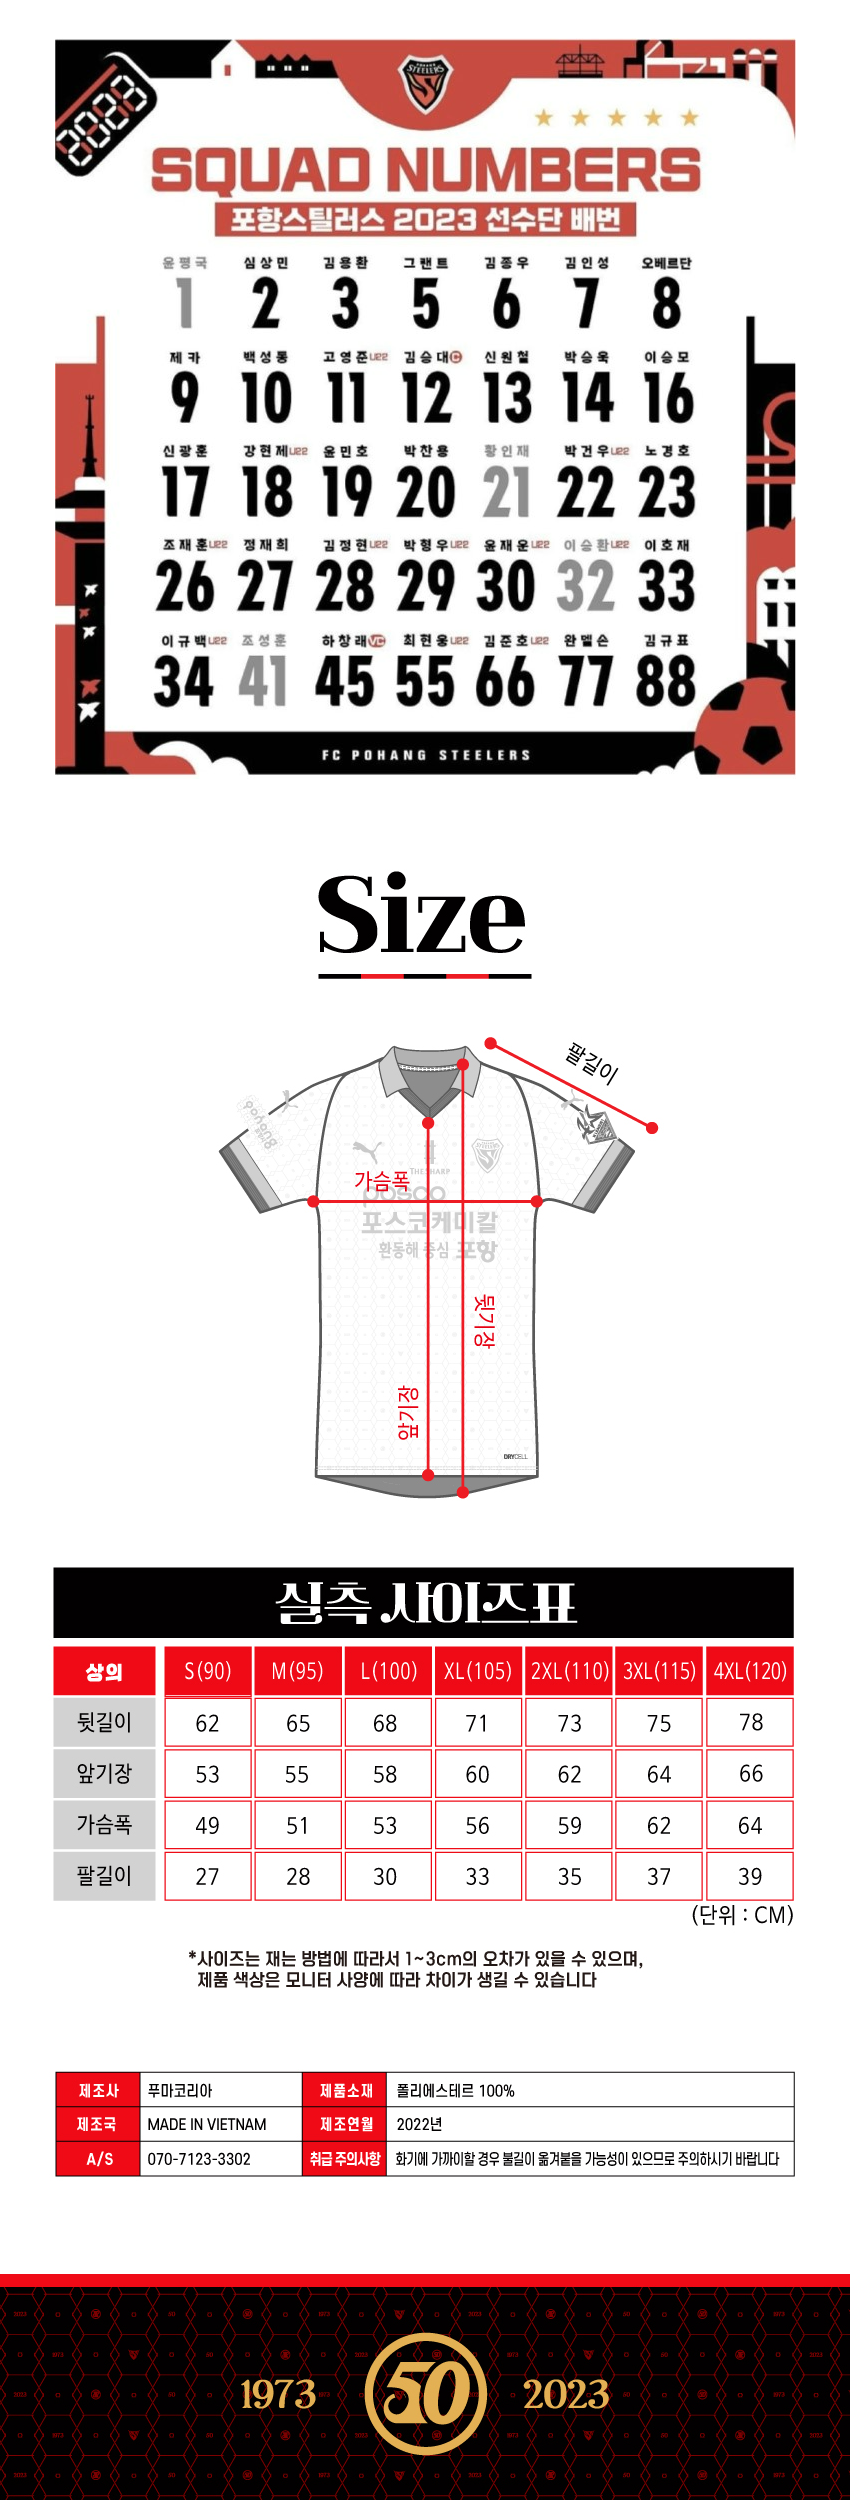 2023
POHANG
STEELERS
SQUAD NUMBERS
포항스틸러스 2023 선수단 배번
윤평국 심상민 김용환 그랜트 김종우 김인성 오베르단
1 2 3 5 6 7 8
제카 백성동 고영준U22 김승대C 신원철 박승욱 이승모
9 10 11 12 13 14 16
신광훈 강현제U22 윤민호 박찬용 황인재 박건우U22 노경호
17 18 19 20 21 22 23
조재훈U22 정재희 김정현U22 박형우U22 윤재운U22 이승환U22 이호재
26 27 28 29 30 32 33
이규백U22 조성훈 하창래VC 최현웅U22 김준호U22 완델손 김규표
34 41 45 55 66 77 88
FC POHANG STEELERS
Size
팔길이
pohang
THE SHARP
가슴폭
posco
포스코케미칼
환동해 중심 포항
뒷기장
앞기장
DRYCELL
실측 사이즈표
상의 S(90) M(95) L(100) XL(105) 2XL(110) 3XL(115) 4XL(120)
뒷길이 62 65 68 71 73 75 78
앞기장 53 55 58 60 62 64 66
가슴폭 49 51 53 56 59 62 64
팔길이 27 28 30 33 35 37 39
(단위 : CM)
*사이즈는 재는 방법에 따라서 1~3cm의 오차가 있을 수 있으며,
제품 색상은 모니터 사양에 따라 차이가 생길 수 있습니다
제조사 푸마코리아 제품소재 폴리에스테르 100%
제조국 MADE IN VIETNAM 제조연월 2022년
A/S 070-7123-3302 취급 주의사항 화기에 가까이할 경우 불길이 옮겨붙을 가능성이 있으므로 주의하시기 바랍니다
1973 50 2023